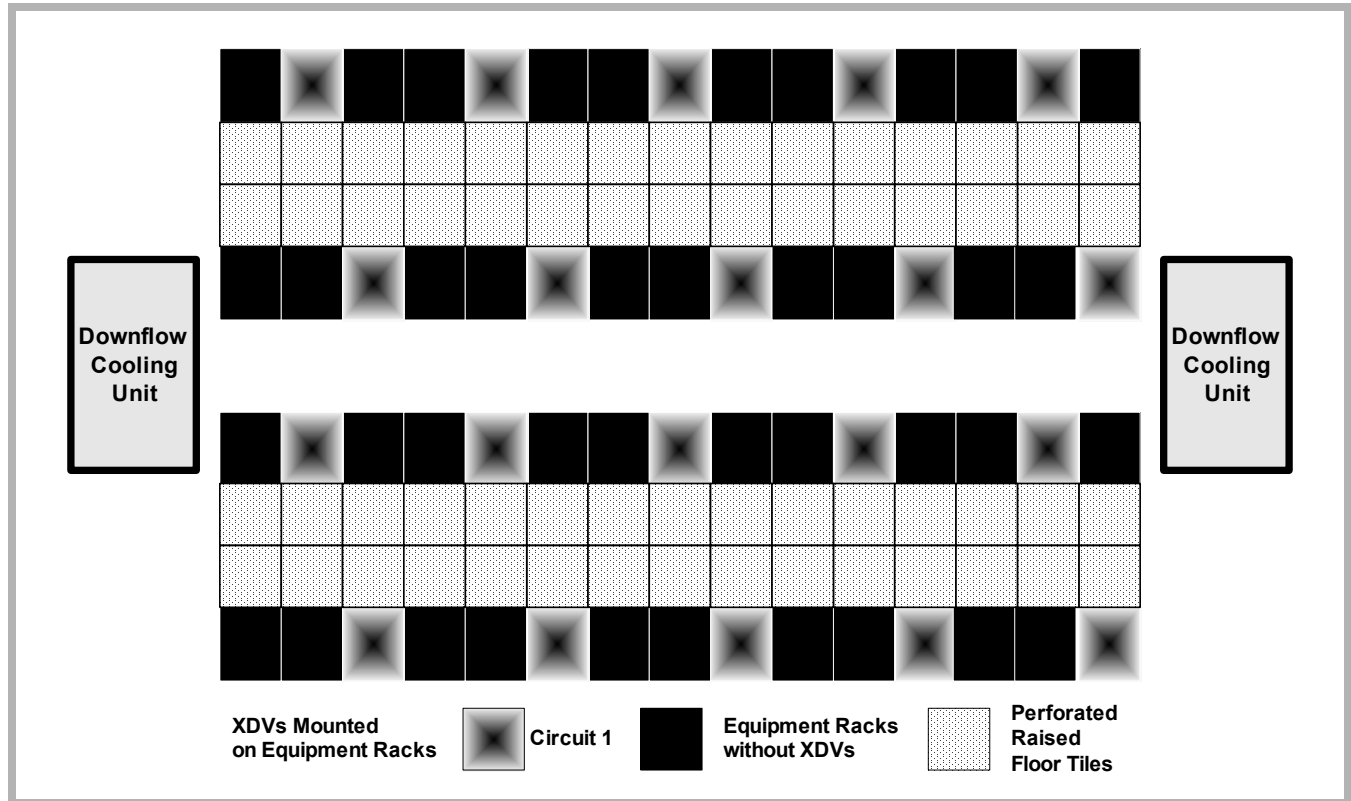 Downflow
Cooling
Unit
Downflow
Cooling
Unit
XDVs Mounted
on Equipment Racks
Circuit 1
Equipment Racks
without XDVs
Perforated
Raised
Floor Tiles